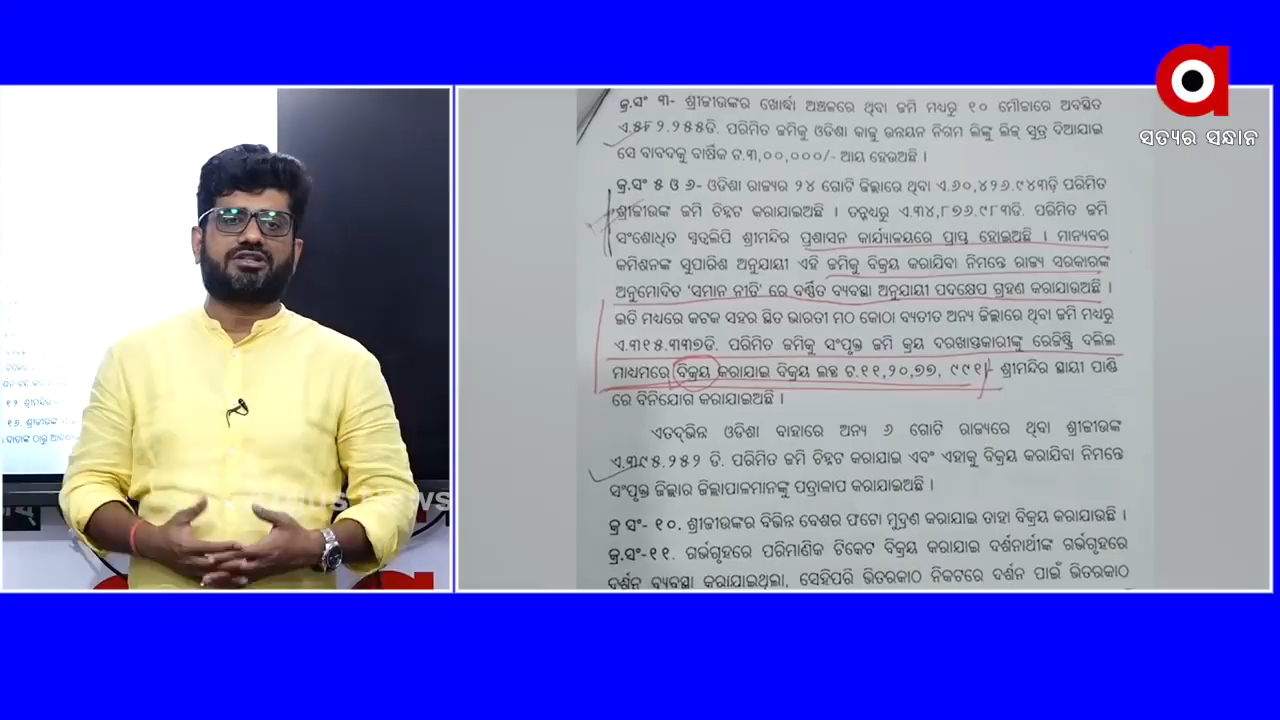 ସତ୍ୟର ସନ୍ଧାନ
କ୍ର.ସଂ ୩- ଶ୍ରୀଜୀଉଙ୍କର ଖୋର୍ଦ୍ଧା ଅଞ୍ଚଳରେ ଥିବା ଜମି ମଧ୍ୟରୁ ୧୦ ମୌଜାରେ ଅବସ୍ଥିତ
ଏ.୫୮୨.୨୫୫ଡି. ପରିମିତ ଜମିକୁ ଓଡିଶା କାଜୁ ଉନ୍ନୟନ ନିଗମ ଲିଙ୍କୁ ଲିଜ୍ ସୂତ୍ର ଦିଆଯାଇ
ସେ ବାବଦକୁ ବାର୍ଷିକ ଟ.୩,୦୦,୦୦୦/- ଆୟ ହେଉଅଛି ।
କ୍ର.ସଂ ୫ ଓ ୬- ଓଡିଶା ରାଜ୍ୟର ୨୪ ଗୋଟି ଜିଲ୍ଲାରେ ଥିବା ଏ.୬୦,୪୨୬.୯୪୩ଡ଼ି ପରିମିତ
ଶ୍ରୀଜୀଉଙ୍କ ଜମି ଚିହ୍ନଟ କରାଯାଇଅଛି । ତନ୍ମଧ୍ୟରୁ ଏ.୩୪,୮୭୬.୯୮୩ଡି. ପରିମିତ ଜମି
ସଂଶୋଧିତ ସ୍ୱତ୍ୱଲିପି ଶ୍ରୀମନ୍ଦିର ପ୍ରଶାସନ କାର୍ଯ୍ୟାଳୟରେ ପ୍ରାପ୍ତ ହୋଇଅଛି । ମାନ୍ୟବର
କମିଶନଙ୍କ ସୁପାରିଶ ଅନୁଯାୟୀ ଏହି ଜମିକୁ ବିକ୍ରୟ କରାଯିବା ନିମନ୍ତେ ରାଜ୍ୟ ସରକାରଙ୍କ
ଅନୁମୋଦିତ ‘ସମାନ ନୀତି’ ରେ ବର୍ଣ୍ଣିତ ବ୍ୟବସ୍ଥା ଅନୁଯାୟୀ ପଦକ୍ଷେପ ଗ୍ରହଣ କରାଯାଉଅଛି ।
ଇତି ମଧ୍ୟରେ କଟକ ସହର ସ୍ଥିତ ଭାରତୀ ମଠ କୋଠା ବ୍ୟତୀତ ଅନ୍ୟ ଜିଲ୍ଲାରେ ଥିବା ଜମି ମଧ୍ୟରୁ
ଏ.୩୧୫.୩୩୭ଡି. ପରିମିତ ଜମିକୁ ସଂପୃକ୍ତ ଜମି କ୍ରୟ ଦରଖାସ୍ତକାରୀଙ୍କୁ ରେଜିଷ୍ଟ୍ରି ଦଲିଲ
ମାଧ୍ୟମରେ ବିକ୍ରୟ କରାଯାଇ ବିକ୍ରୟ ଲବ୍ଧ ଟ.୧୧,୨୦,୭୭, ୯୯୧/- ଶ୍ରୀମନ୍ଦିର ସ୍ଥାୟୀ ପାଣ୍ଠି
ରେ ବିନିଯୋଗ କରାଯାଇଅଛି ।
ଏତଦ୍‌ଭିନ୍ନ ଓଡିଶା ବାହାରେ ଅନ୍ୟ ୬ ଗୋଟି ରାଜ୍ୟରେ ଥିବା ଶ୍ରୀଜୀଉଙ୍କ
ଏ.୩୯୫.୨୫୨ ଡି. ପରିମିତ ଜମି ଚିହ୍ନଟ କରାଯାଇ ଏବଂ ଏହାକୁ ବିକ୍ରୟ କରାଯିବା ନିମନ୍ତେ
ସଂପୃକ୍ତ ଜିଲ୍ଲାର ଜିଲ୍ଲାପାଳମାନଙ୍କୁ ପତ୍ରାଳାପ କରାଯାଇଅଛି ।
କ୍ର ସଂ- ୧୦. ଶ୍ରୀଜୀଉଙ୍କର ବିଭିନ୍ନ ବେଶର ଫଟୋ ମୁଦ୍ରଣ କରାଯାଇ ତାହା ବିକ୍ରୟ କରାଯାଉଛି ।
କ୍ର.ସଂ-୧୧. ଗର୍ଭଗୃହରେ ପରିମାଣିକ ଟିକେଟ ବିକ୍ରୟ କରାଯାଇ ଦର୍ଶନାର୍ଥୀଙ୍କ ଗର୍ଭଗୃହରେ
ଦର୍ଶନ ବ୍ୟବସ୍ଥା କରାଯାଇଥିଲା, ସେହିପରି ଭିତରକାଠ ନିକଟରେ ଦର୍ଶନ ପାଇଁ ଭିତରକାଠ
Argus News